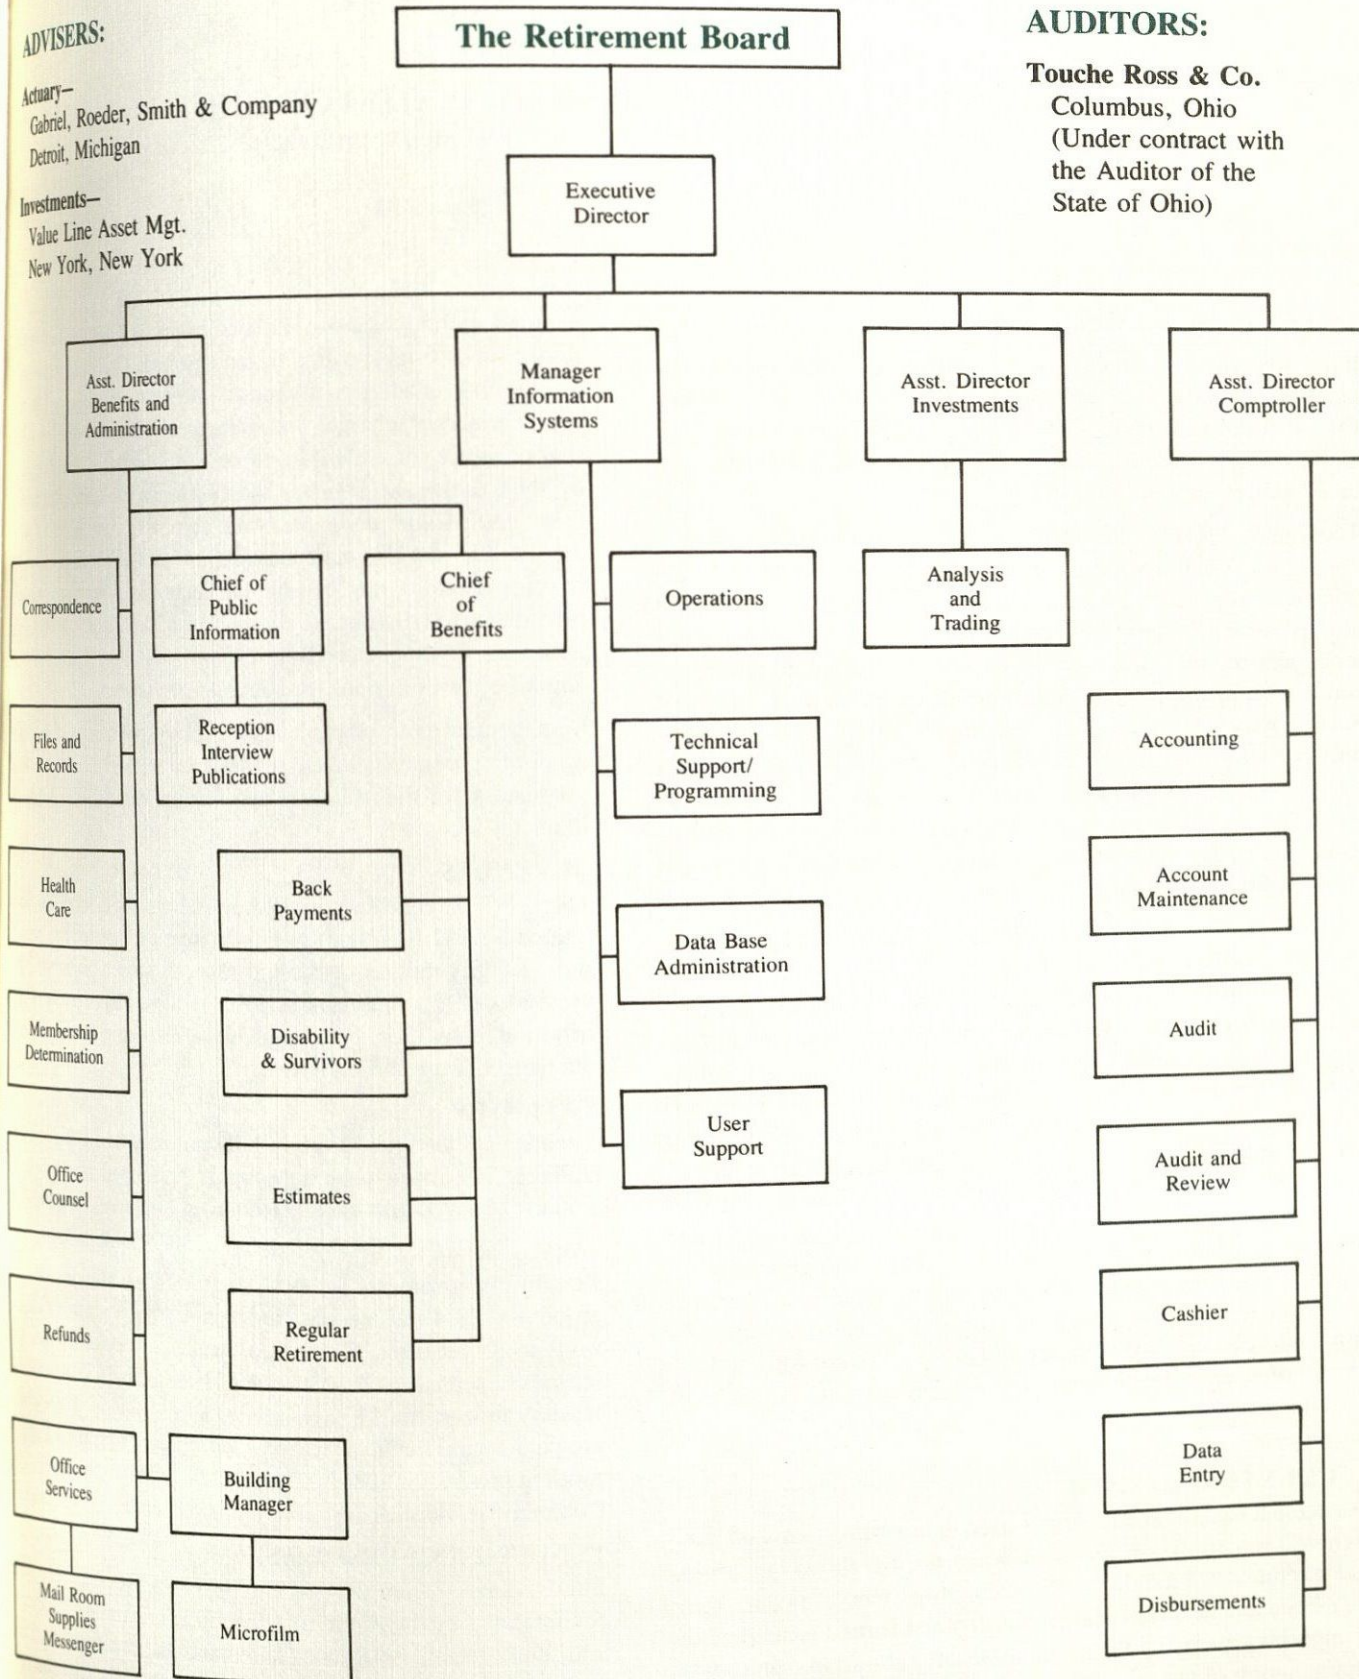 ADVISERS:
Actuary—
Gabriel, Roeder, Smith & Company
Detroit, Michigan
Investments—
Value Line Asset Mgt.
New York, New York
The Retirement Board
AUDITORS:
Touche Ross & Co.
Columbus, Ohio
(Under contract with
the Auditor of the
State of Ohio)
Executive
Director
Asst. Director
Benefits and
Administration
Manager
Information
Systems
Asst. Director
Investments
Asst. Director
Comptroller
Correspondence
Chief of
Public
Information
Chief
of
Benefits
Operations
Analysis
and
Trading
Files and
Records
Reception
Interview
Publications
Technical
Support/
Programming
Accounting
Health
Care
Back
Payments
Data Base
Administration
Account
Maintenance
Membership
Determination
Disability
& Survivors
User
Support
Audit
Office
Counsel
Estimates
Audit and
Review
Refunds
Regular
Retirement
Cashier
Office
Services
Building
Manager
Data
Entry
Mail Room
Supplies
Messenger
Microfilm
Disbursements